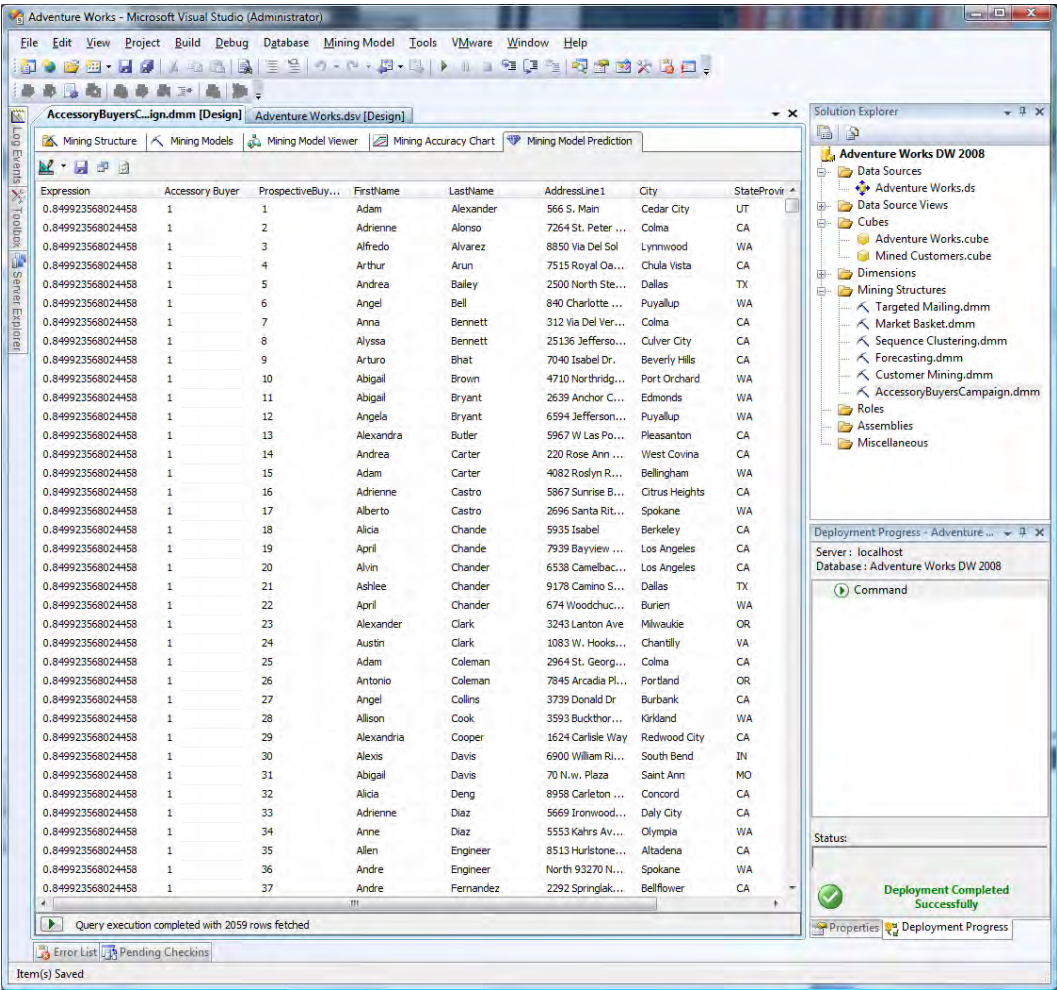 Adventure Works - Microsoft Visual Studio (Administrator)
File Edit View Project Build Debug Database Mining Model Tools VMware Window Help
AccessoryBuyersC...ign.dmm [Design] Adventure Works.dsv [Design]
Mining Structure Mining Models Mining Model Viewer Mining Accuracy Chart Mining Model Prediction
Expression Accessory Buyer ProspectiveBuy... FirstName LastName AddressLine1 City StateProvir
0.849923568024458 1 1 Adam Alexander 566 S. Main Cedar City UT
0.849923568024458 1 2 Adrienne Alonso 7264 St. Peter ... Colma CA
0.849923568024458 1 3 Alfredo Alvarez 8850 Via Del Sol Lynnwood WA
0.849923568024458 1 4 Arthur Arun 7515 Royal Oa... Chula Vista CA
0.849923568024458 1 5 Andrea Bailey 2500 North Ste... Dallas TX
0.849923568024458 1 6 Angel Bell 840 Charlotte ... Puyallup WA
0.849923568024458 1 7 Anna Bennett 312 Via Del Ver... Colma CA
0.849923568024458 1 8 Alyssa Bennett 25136 Jefferso... Culver City CA
0.849923568024458 1 9 Arturo Bhat 7040 Isabel Dr. Beverly Hills CA
0.849923568024458 1 10 Abigail Brown 4710 Northridg... Port Orchard WA
0.849923568024458 1 11 Abigail Bryant 2639 Anchor C... Edmonds WA
0.849923568024458 1 12 Angela Bryant 6594 Jefferson... Puyallup WA
0.849923568024458 1 13 Alexandra Butler 5967 W Las Po... Pleasanton CA
0.849923568024458 1 14 Andrea Carter 220 Rose Ann ... West Covina CA
0.849923568024458 1 15 Adam Carter 4082 Roslyn R... Bellingham WA
0.849923568024458 1 16 Adrienne Castro 5867 Sunrise B... Citrus Heights CA
0.849923568024458 1 17 Alberto Castro 2696 Santa Rit... Spokane WA
0.849923568024458 1 18 Alicia Chande 5935 Isabel Berkeley CA
0.849923568024458 1 19 April Chande 7939 Bayview ... Los Angeles CA
0.849923568024458 1 20 Alvin Chander 6538 Camelbac... Los Angeles CA
0.849923568024458 1 21 Ashlee Chander 9178 Camino S... Dallas TX
0.849923568024458 1 22 April Chander 674 Woodchuc... Burien WA
0.849923568024458 1 23 Alexander Clark 3243 Lanton Ave Milwaukie OR
0.849923568024458 1 24 Austin Clark 1083 W. Hooks... Chantilly VA
0.849923568024458 1 25 Adam Coleman 2964 St. Georg... Colma CA
0.849923568024458 1 26 Antonio Coleman 7845 Arcadia Pl... Portland OR
0.849923568024458 1 27 Angel Collins 3739 Donald Dr Burbank CA
0.849923568024458 1 28 Allison Cook 3593 Buckthor... Kirkland WA
0.849923568024458 1 29 Alexandria Cooper 1624 Carlisle Way Redwood City CA
0.849923568024458 1 30 Alexis Davis 6900 William Ri... South Bend IN
0.849923568024458 1 31 Abigail Davis 70 N.w. Plaza Saint Ann MO
0.849923568024458 1 32 Alicia Deng 8958 Carleton ... Concord CA
0.849923568024458 1 33 Adrienne Diaz 5669 Ironwood... Daly City CA
0.849923568024458 1 34 Anne Diaz 5553 Kahrs Av... Olympia WA
0.849923568024458 1 35 Allen Engineer 8513 Hurlstone... Altadena CA
0.849923568024458 1 36 Andre Engineer North 93270 N... Spokane WA
0.849923568024458 1 37 Andre Fernandez 2292 Springlak... Bellflower CA
Query execution completed with 2059 rows fetched
Log Events
Toolbox
Server Explorer
Solution Explorer
Adventure Works DW 2008
Data Sources
Adventure Works.ds
Data Source Views
Cubes
Adventure Works.cube
Mined Customers.cube
Dimensions
Mining Structures
Targeted Mailing.dmm
Market Basket.dmm
Sequence Clustering.dmm
Forecasting.dmm
Customer Mining.dmm
AccessoryBuyersCampaign.dmm
Roles
Assemblies
Miscellaneous
Deployment Progress - Adventure ...
Server : localhost
Database : Adventure Works DW 2008
Command
Status:
Deployment Completed
Successfully
Properties Deployment Progress
Error List Pending Checkins
Item(s) Saved